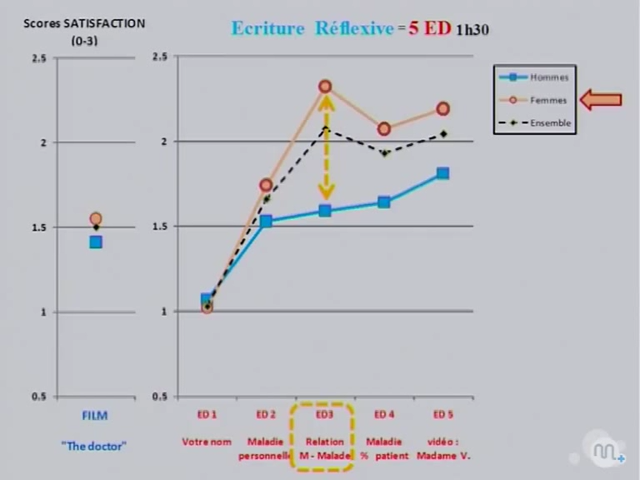 Scores SATISFACTION
(0-3)
Ecriture Réflexive = 5 ED 1h30
2.5
2
1.5
1
0.5
2.5
2
1.5
1
0.5
Hommes
Femmes
Ensemble
FILM
"The doctor"
ED 1
ED 2
ED3
ED 4
ED 5
Votre nom
Maladie
personnelle
Relation
M - Malade
Maladie
% patient
vidéo :
Madame V.